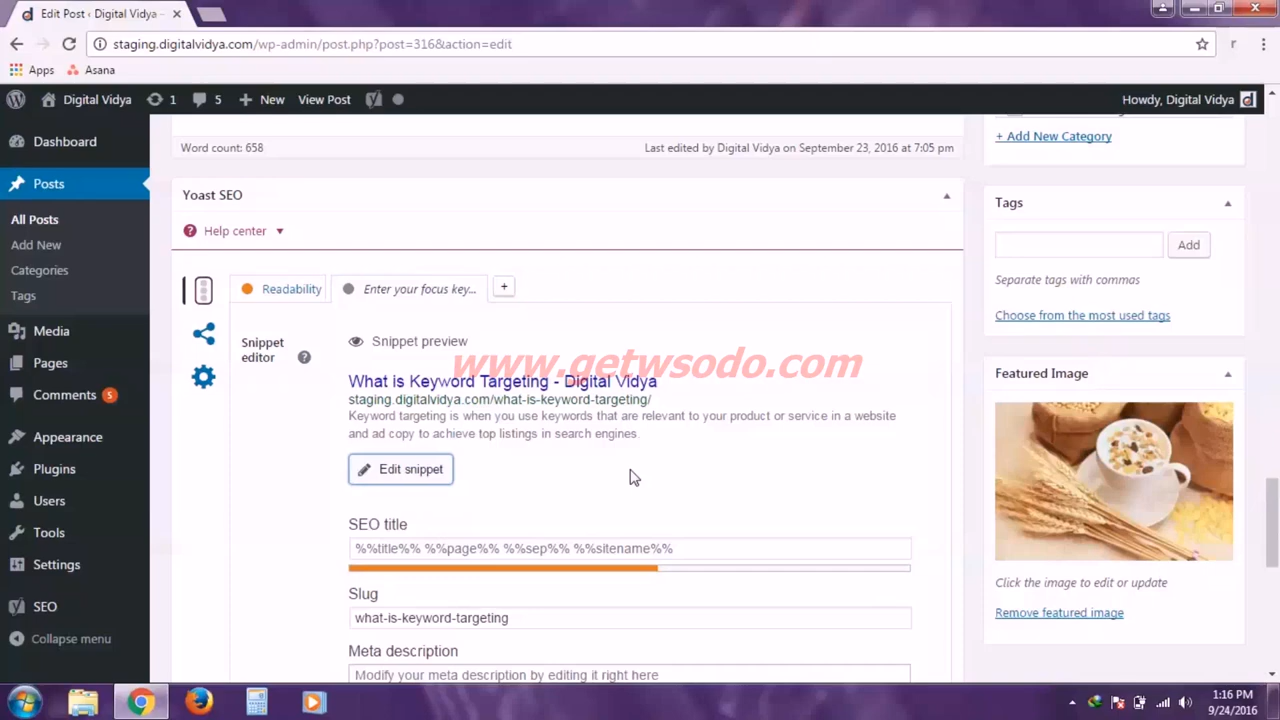 Edit Post ‹ Digital Vidya —
staging.digitalvidya.com/wp-admin/post.php?post=316&action=edit
Apps
Asana
Digital Vidya
1
5
New
View Post
Howdy, Digital Vidya
Dashboard
Posts
All Posts
Add New
Categories
Tags
Media
Pages
Comments 5
Appearance
Plugins
Users
Tools
Settings
SEO
Collapse menu
Word count: 658
Last edited by Digital Vidya on September 23, 2016 at 7:05 pm
Yoast SEO
Help center
Readability
Enter your focus key...
+
Snippet
editor
Snippet preview
www.getwsodo.com
What is Keyword Targeting - Digital Vidya
staging.digitalvidya.com/what-is-keyword-targeting/
Keyword targeting is when you use keywords that are relevant to your product or service in a website
and ad copy to achieve top listings in search engines.
Edit snippet
SEO title
%%title%% %%page%% %%sep%% %%sitename%%
Slug
what-is-keyword-targeting
Meta description
Modify your meta description by editing it right here
+ Add New Category
Tags
Add
Separate tags with commas
Choose from the most used tags
Featured Image
Click the image to edit or update
Remove featured image
1:16 PM
9/24/2016